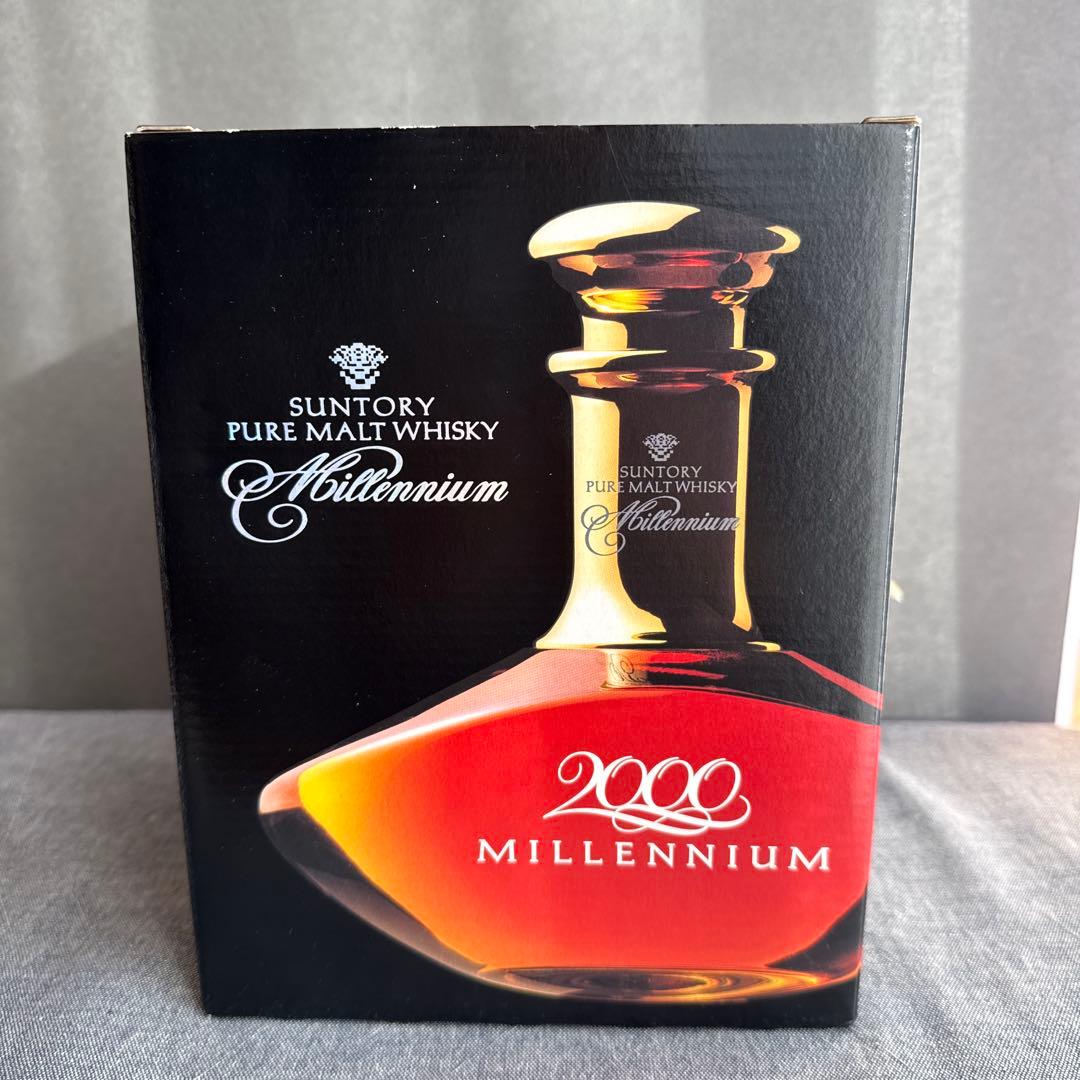 SUNTORY
PURE MALT WHISKY
Millennium
SUNTORY
PURE MALT WHISKY
Millennium
2000
MILLENNIUM